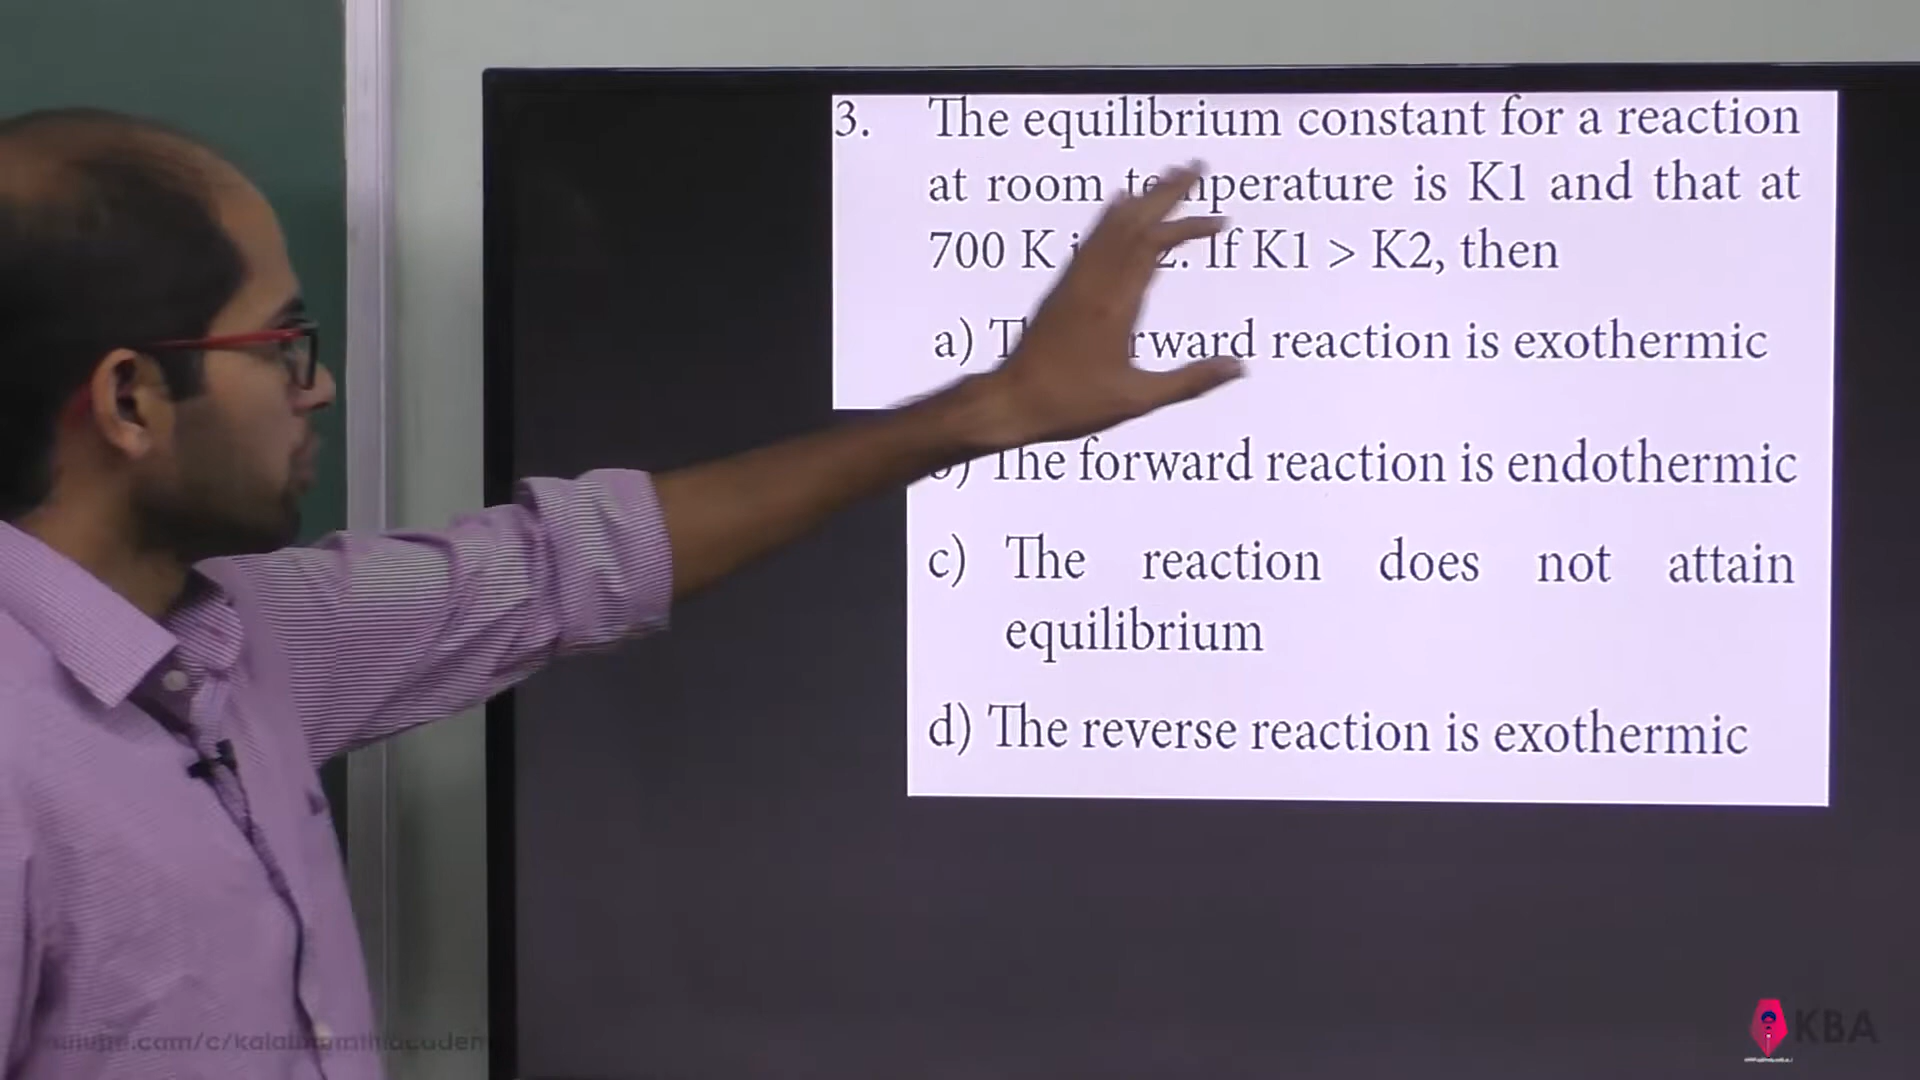 3. The equilibrium constant for a reaction
at room temperature is K1 and that at
700 K If K1 > K2, then
a) forward reaction is exothermic
The forward reaction is endothermic
c) The reaction does not attain
equilibrium
d) The reverse reaction is exothermic
KBA